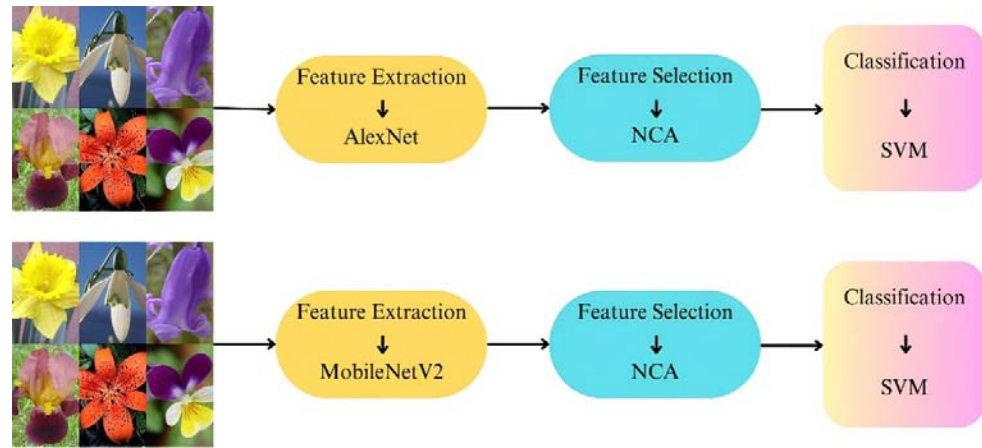 Feature Extraction
AlexNet
Feature Selection
NCA
Classification
SVM
Feature Extraction
MobileNetV2
Feature Selection
NCA
Classification
SVM